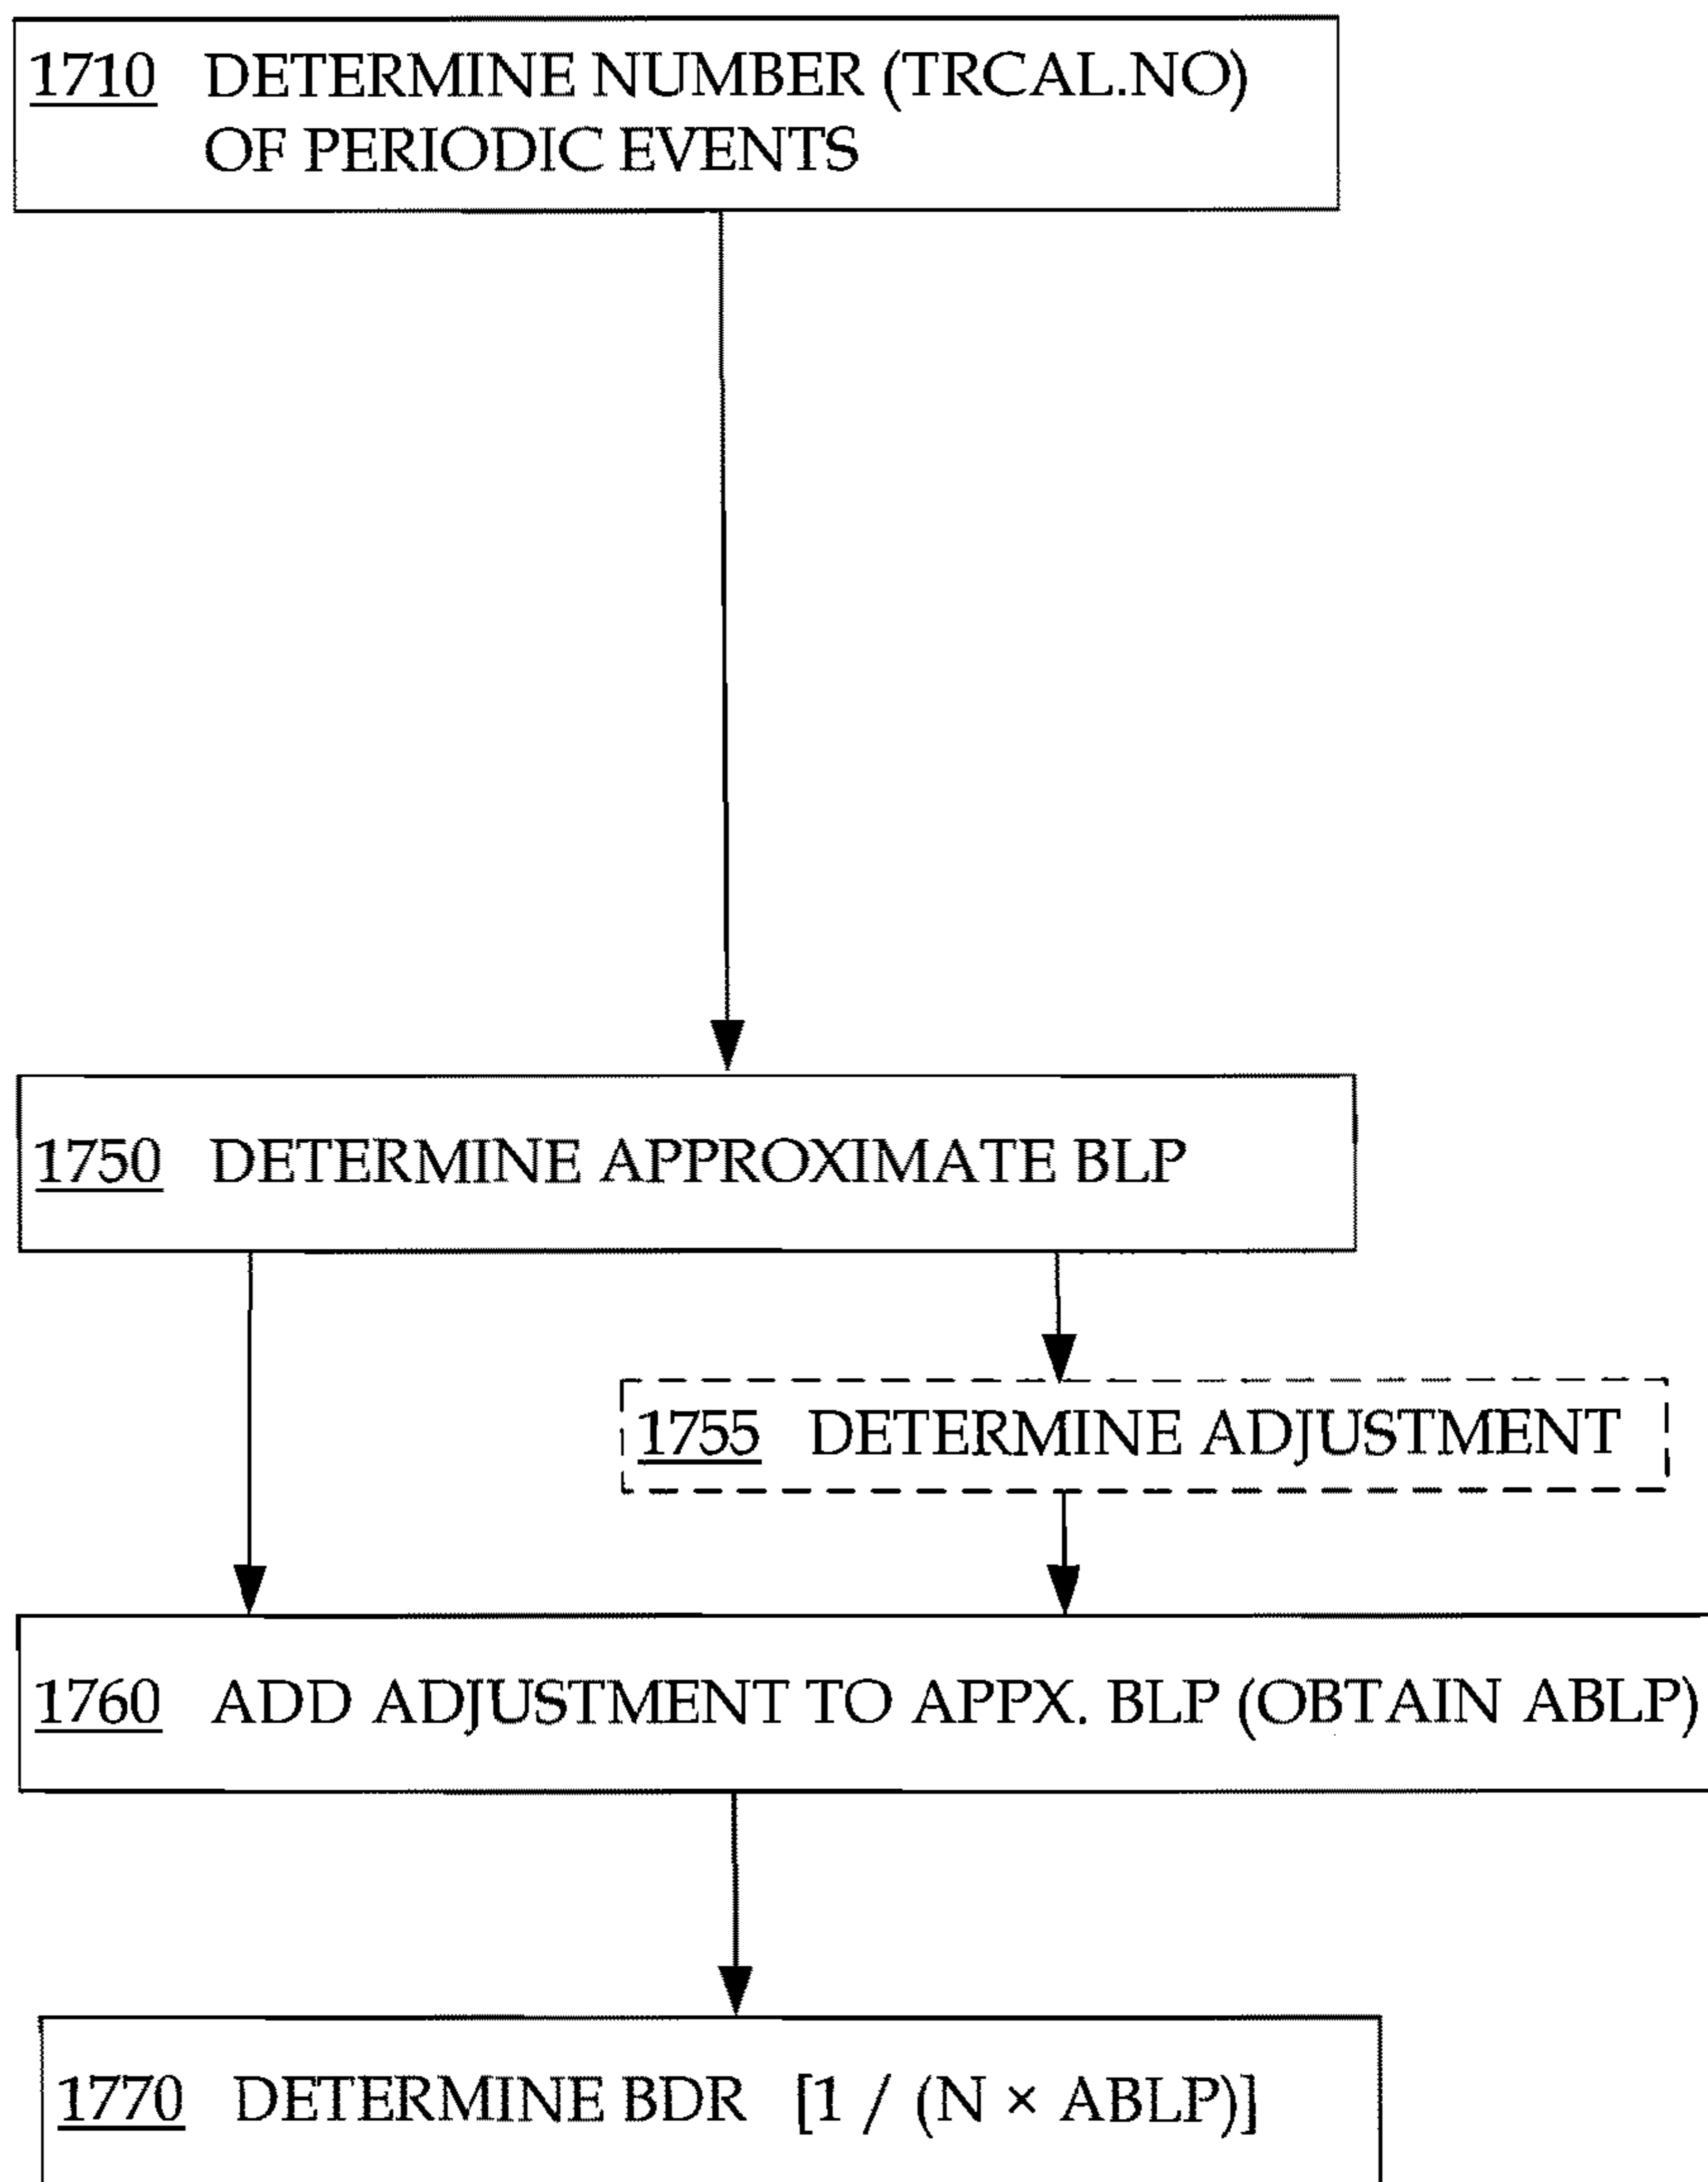 1710 DETERMINE NUMBER (TRCAL.NO)
OF PERIODIC EVENTS
1750 DETERMINE APPROXIMATE BLP
1755 DETERMINE ADJUSTMENT
1760 ADD ADJUSTMENT TO APPX. BLP (OBTAIN ABLP)
1770 DETERMINE BDR [1 / (N × ABLP)]